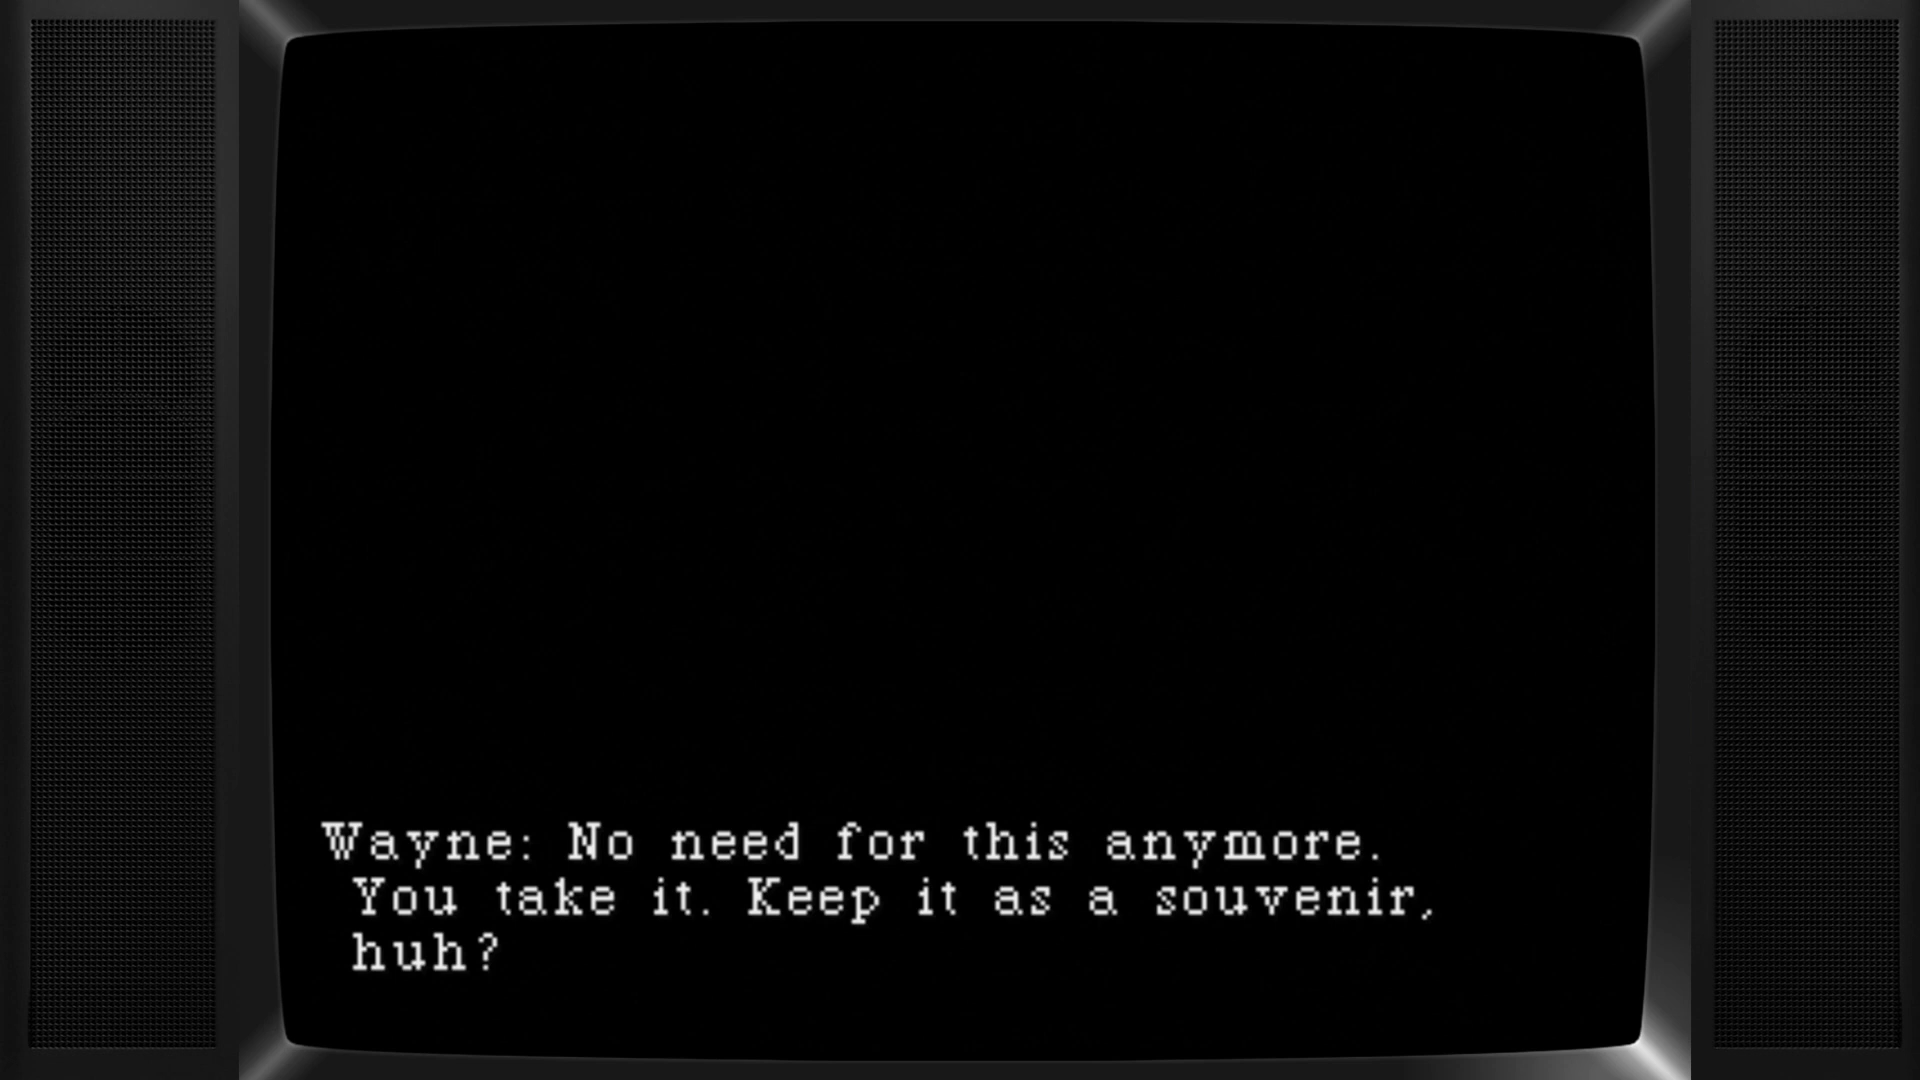 Wayne: No need for this anymore.
You take it. Keep it as a souvenir,
huh?